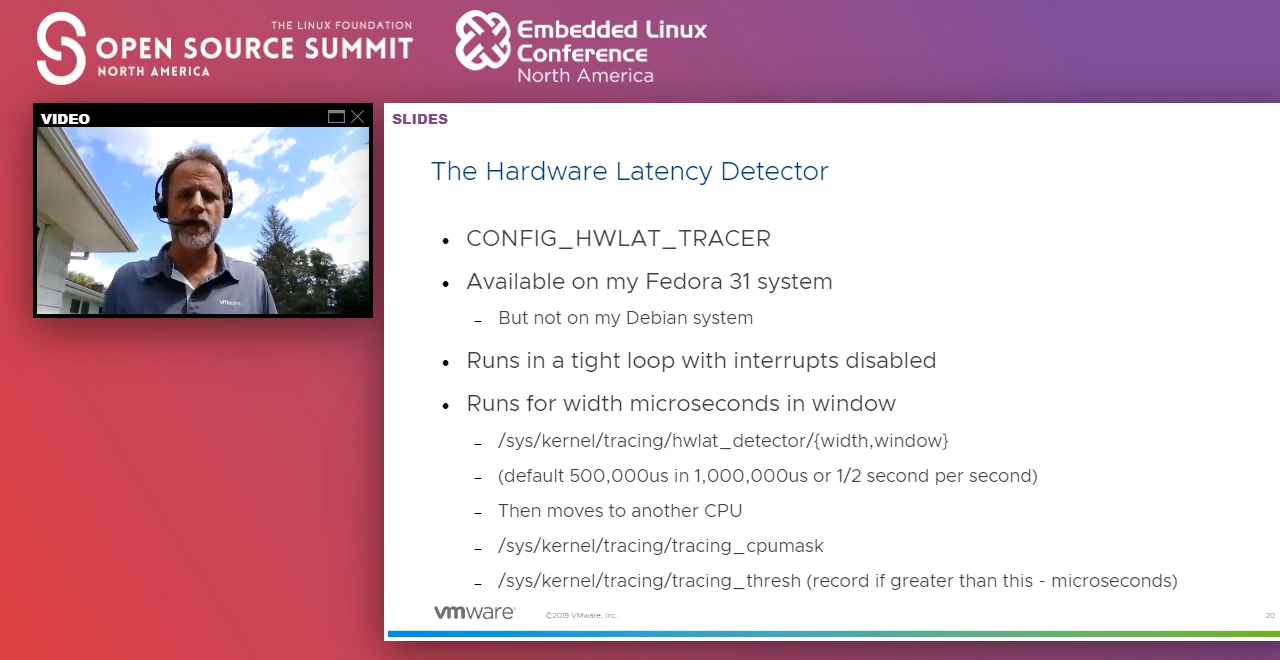 THE LINUX FOUNDATION
OPEN SOURCE SUMMIT
NORTH AMERICA
Embedded Linux
Conference
North America
VIDEO
vmware
SLIDES
The Hardware Latency Detector
• CONFIG_HWLAT_TRACER
• Available on my Fedora 31 system
– But not on my Debian system
• Runs in a tight loop with interrupts disabled
• Runs for width microseconds in window
– /sys/kernel/tracing/hwlat_detector/{width,window}
– (default 500,000us in 1,000,000us or 1/2 second per second)
– Then moves to another CPU
– /sys/kernel/tracing/tracing_cpumask
– /sys/kernel/tracing/tracing_thresh (record if greater than this - microseconds)
vmware® ©2019 VMware, Inc. 20